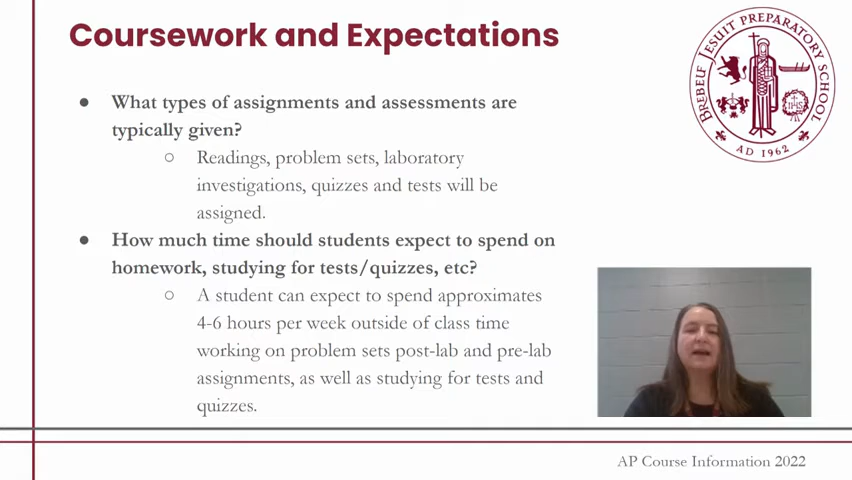 Coursework and Expectations
BREBEUF JESUIT PREPARATORY SCHOOL
IHS
AD 1962
● What types of assignments and assessments are
typically given?
○ Readings, problem sets, laboratory
investigations, quizzes and tests will be
assigned.
● How much time should students expect to spend on
homework, studying for tests/quizzes, etc?
○ A student can expect to spend approximates
4-6 hours per week outside of class time
working on problem sets post-lab and pre-lab
assignments, as well as studying for tests and
quizzes.
AP Course Information 2022